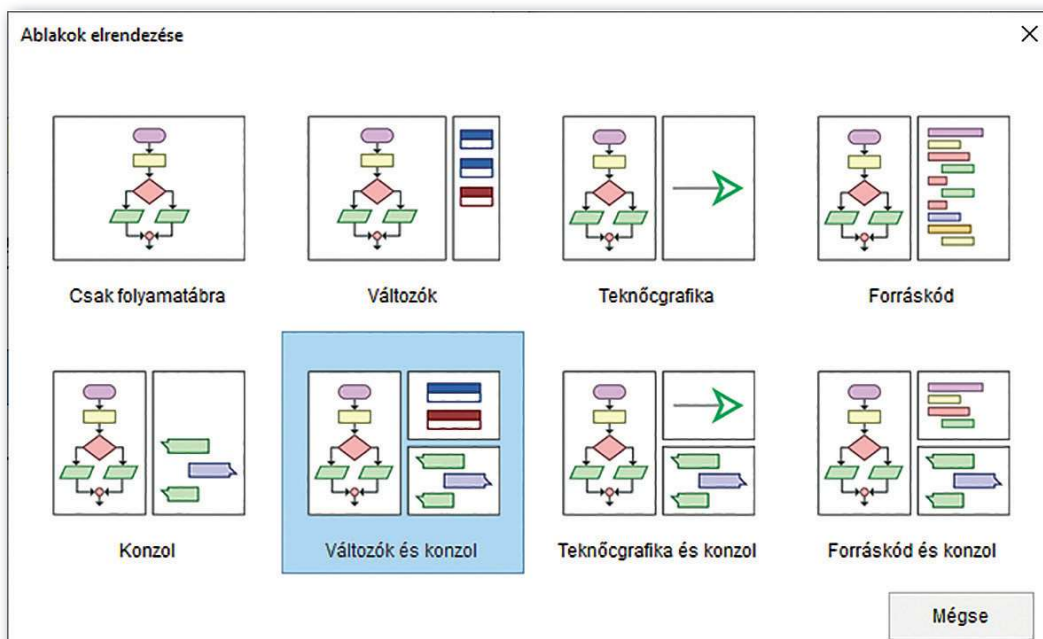 Ablakok elrendezése
Csak folyamatábra
Változók
Teknőcgrafika
Forráskód
Konzol
Változók és konzol
Teknőcgrafika és konzol
Forráskód és konzol
Mégse